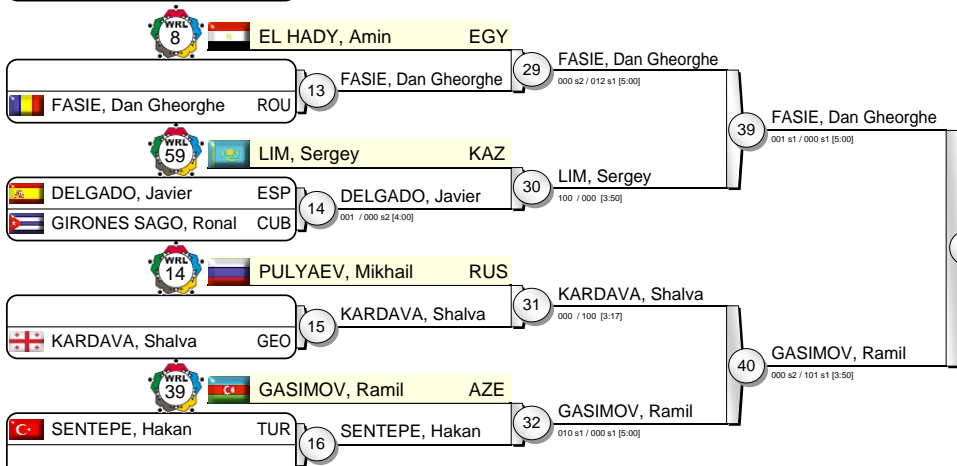 WRL
8
EL HADY, Amin EGY
FASIE, Dan Gheorghe ROU
13
FASIE, Dan Gheorghe
29
FASIE, Dan Gheorghe
000 s2 / 012 s1 [5:00]
WRL
59
LIM, Sergey KAZ
DELGADO, Javier ESP
GIRONES SAGO, Ronal CUB
14
DELGADO, Javier
001 / 000 s2 [4:00]
30
LIM, Sergey
100 / 000 [3:50]
39
FASIE, Dan Gheorghe
001 s1 / 000 s1 [5:00]
WRL
14
PULYAEV, Mikhail RUS
KARDAVA, Shalva GEO
15
KARDAVA, Shalva
31
KARDAVA, Shalva
000 / 100 [3:17]
WRL
39
GASIMOV, Ramil AZE
SENTEPE, Hakan TUR
16
SENTEPE, Hakan
32
GASIMOV, Ramil
010 s1 / 000 s1 [5:00]
40
GASIMOV, Ramil
000 s2 / 101 s1 [3:50]